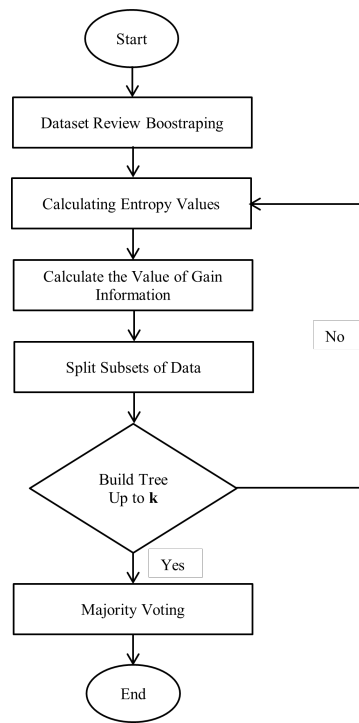 Start
Dataset Review Boostraping
Calculating Entropy Values
Calculate the Value of Gain
Information
No
Split Subsets of Data
Build Tree
Up to k
Yes
Majority Voting
End